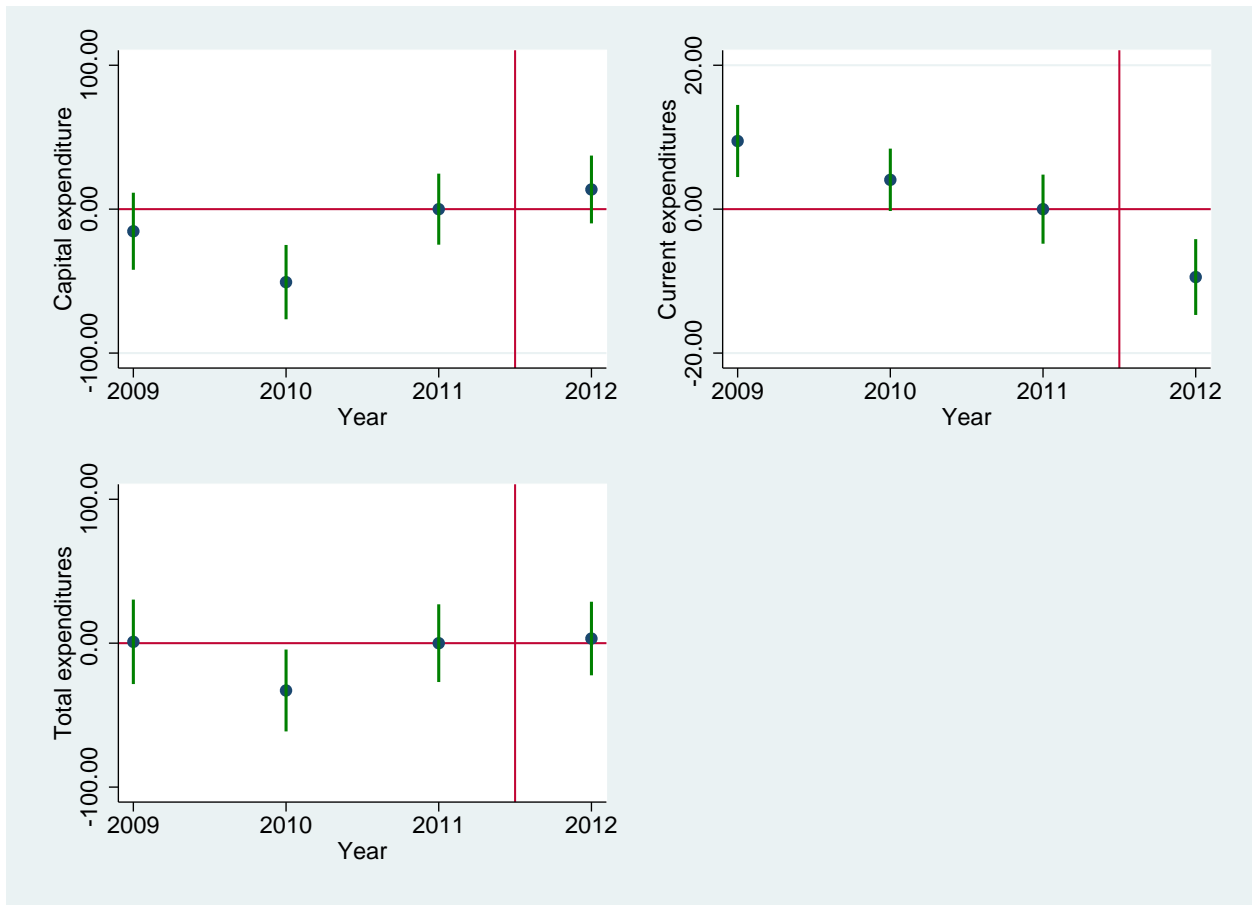 Capital expenditure
100.00
0.00
-100.00
2009 2010 2011 2012
Year
Current expenditures
20.00
0.00
-20.00
2009 2010 2011 2012
Year
Total expenditures
100.00
0.00
-100.00
2009 2010 2011 2012
Year